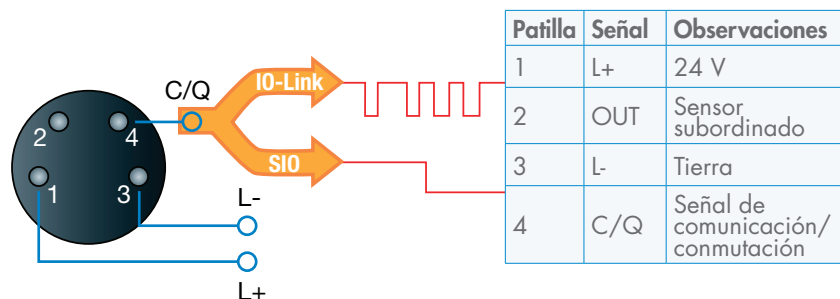 C/Q
IO-Link
SIO
2
4
1
3
L-
L+
Patilla Señal Observaciones
1 L+ 24 V
2 OUT Sensor
subordinado
3 L- Tierra
4 C/Q Señal de
comunicación/
conmutación